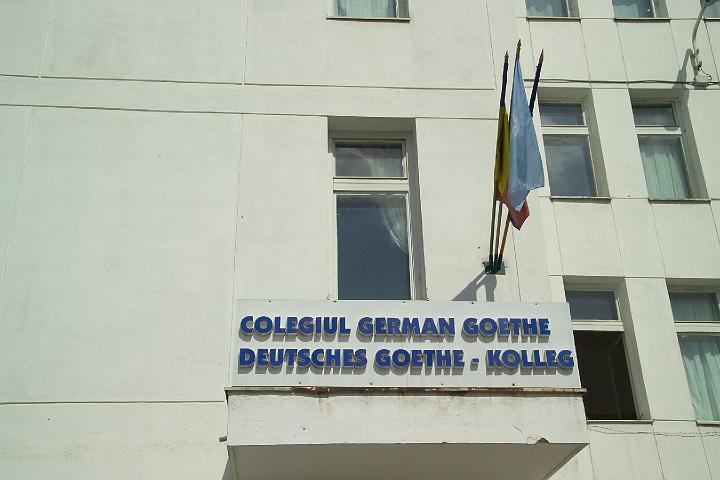 COLEGIUL GERMAN GOETHE
DEUTSCHES GOETHE - KOLLEG